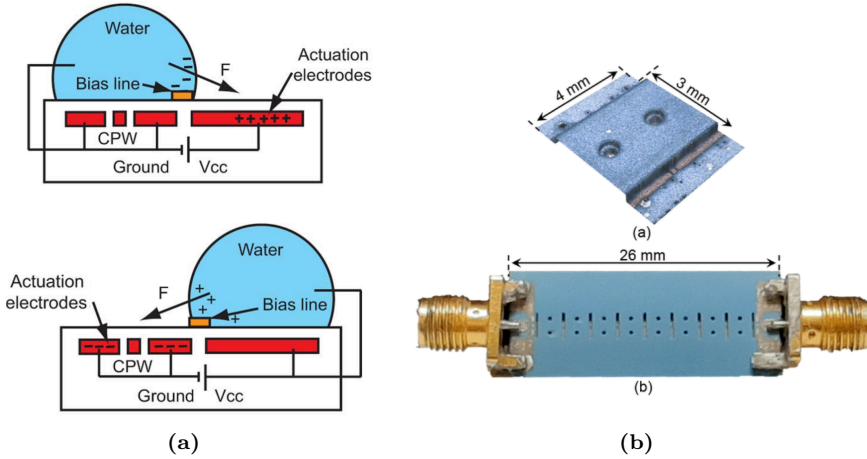 Water
Actuation
electrodes
F
Bias line
- - - -
+ + + + +
CPW
Ground
Vcc
Water
Actuation
electrodes
F
+ + + +
Bias line
- - - - - -
CPW
Ground
Vcc
(a)
4 mm
3 mm
(a)
26 mm
(b)
(b)